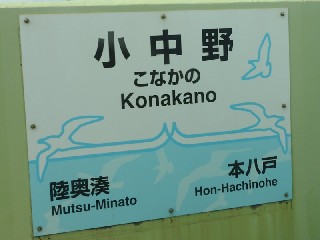 小中野
こなかの
Konakano
陸奥湊
Mutsu-Minato
本八戸
Hon-Hachinohe